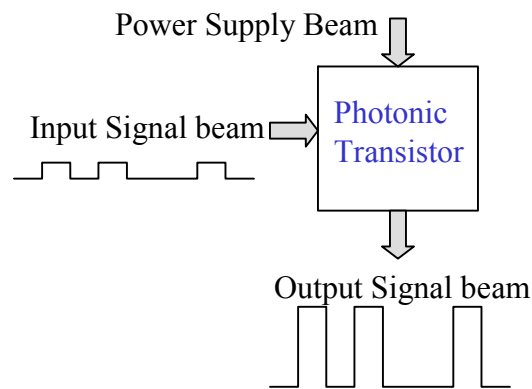 Power Supply Beam
Input Signal beam
Photonic
Transistor
Output Signal beam